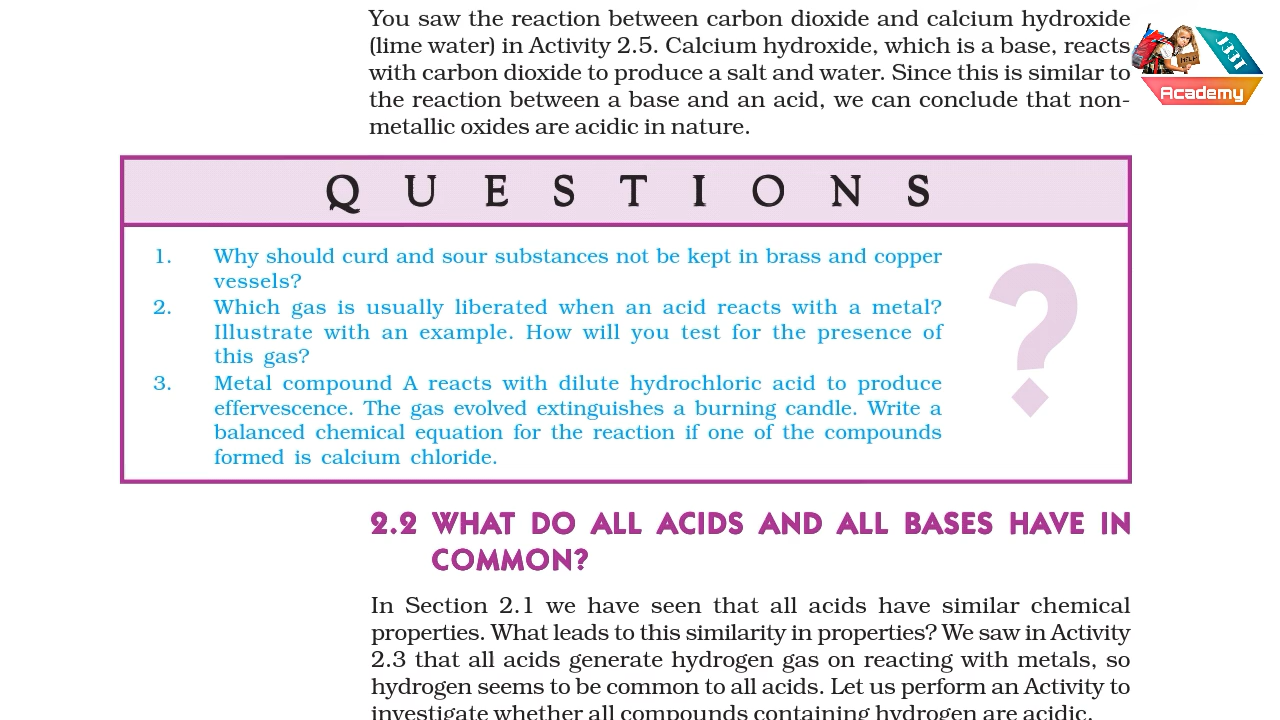 You saw the reaction between carbon dioxide and calcium hydroxide
(lime water) in Activity 2.5. Calcium hydroxide, which is a base, reacts
with carbon dioxide to produce a salt and water. Since this is similar to
the reaction between a base and an acid, we can conclude that non-
metallic oxides are acidic in nature.
HELP
J33T
Academy
QUESTIONS
1. Why should curd and sour substances not be kept in brass and copper
vessels?
2. Which gas is usually liberated when an acid reacts with a metal?
Illustrate with an example. How will you test for the presence of
this gas?
3. Metal compound A reacts with dilute hydrochloric acid to produce
effervescence. The gas evolved extinguishes a burning candle. Write a
balanced chemical equation for the reaction if one of the compounds
formed is calcium chloride.
?
2.2 WHAT DO ALL ACIDS AND ALL BASES HAVE IN
COMMON?
In Section 2.1 we have seen that all acids have similar chemical
properties. What leads to this similarity in properties? We saw in Activity
2.3 that all acids generate hydrogen gas on reacting with metals, so
hydrogen seems to be common to all acids. Let us perform an Activity to
investigate whether all compounds containing hydrogen are acidic.